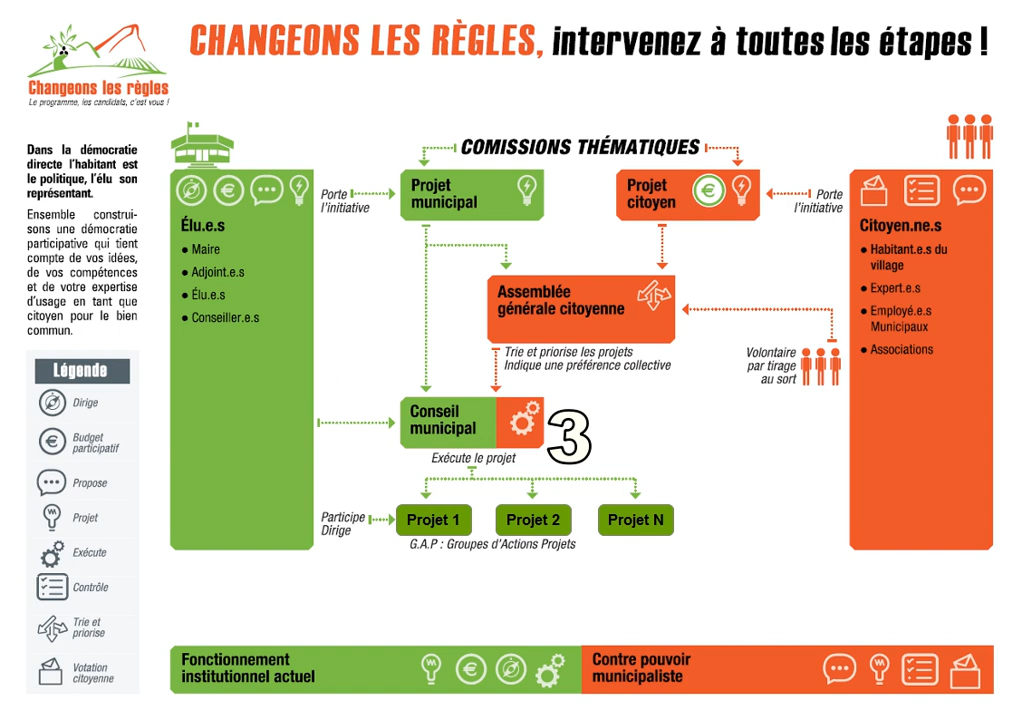 CHANGEONS LES RÈGLES, intervenez à toutes les étapes !
Changeons les règles
Le programme, les candidats, c'est vous !
Dans la démocratie
directe l'habitant est
le politique, l'élu son
représentant.
Ensemble construi-
sons une démocratie
participative qui tient
compte de vos idées,
de vos compétences
et de votre expertise
d'usage en tant que
citoyen pour le bien
commun.
Légende
Dirige
Budget
participatif
Propose
Projet
Exécute
Contrôle
Trie et
priorise
Votation
citoyenne
COMISSIONS THÉMATIQUES
Élu.e.s
● Maire
● Adjoint.e.s
● Élu.e.s
● Conseiller.e.s
Porte
l'initiative
Projet
municipal
Projet
citoyen
Porte
l'initiative
Citoyen.ne.s
● Habitant.e.s du
village
● Expert.e.s
● Employé.e.s
Municipaux
● Associations
Assemblée
générale citoyenne
Trie et priorise les projets
Indique une préférence collective
Volontaire
par tirage
au sort
Conseil
municipal
3
Exécute le projet
Participe
Dirige
Projet 1
Projet 2
Projet N
G.A.P : Groupes d'Actions Projets
Fonctionnement
institutionnel actuel
Contre pouvoir
municipaliste